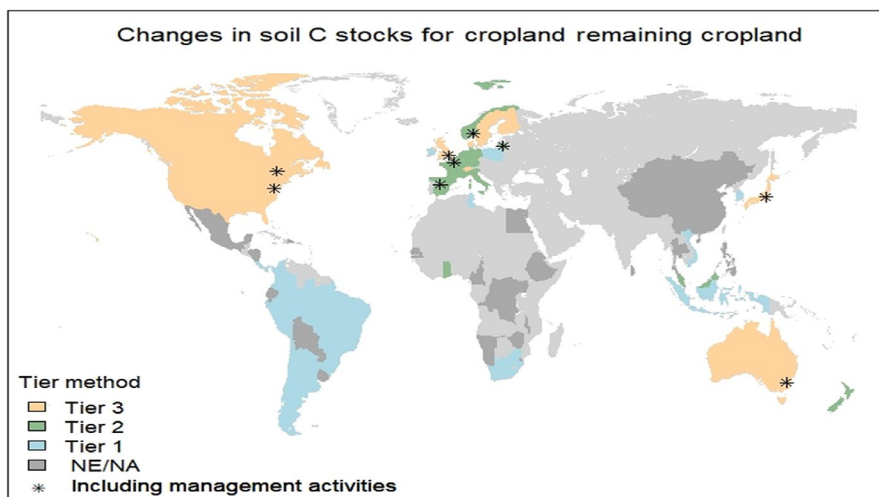 Changes in soil C stocks for cropland remaining cropland
Tier method
Tier 3
Tier 2
Tier 1
NE/NA
Including management activities